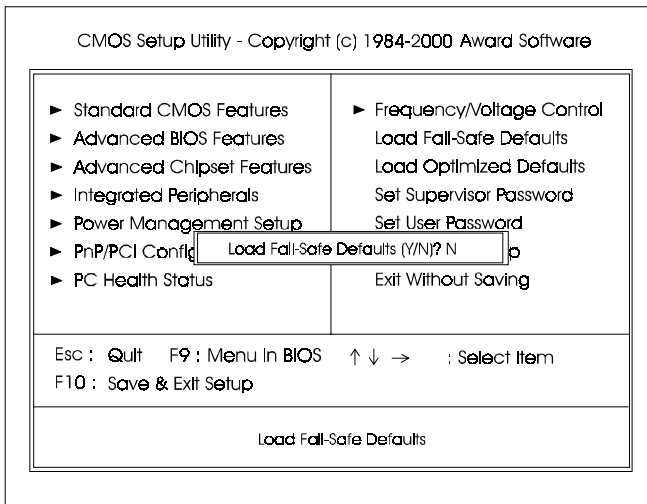 CMOS Setup Utility - Copyright (c) 1984-2000 Award Software
► Standard CMOS Features
► Advanced BIOS Features
► Advanced Chipset Features
► Integrated Peripherals
► Power Management Setup
► PnP/PCI Config
► PC Health Status
► Frequency/Voltage Control
Load Fail-Safe Defaults
Load Optimized Defaults
Set Supervisor Password
Set User Password
p
Exit Without Saving
Load Fail-Safe Defaults (Y/N)? N
Esc : Quit F9 : Menu in BIOS ↑ ↓ → : Select Item
F10 : Save & Exit Setup
Load Fail-Safe Defaults